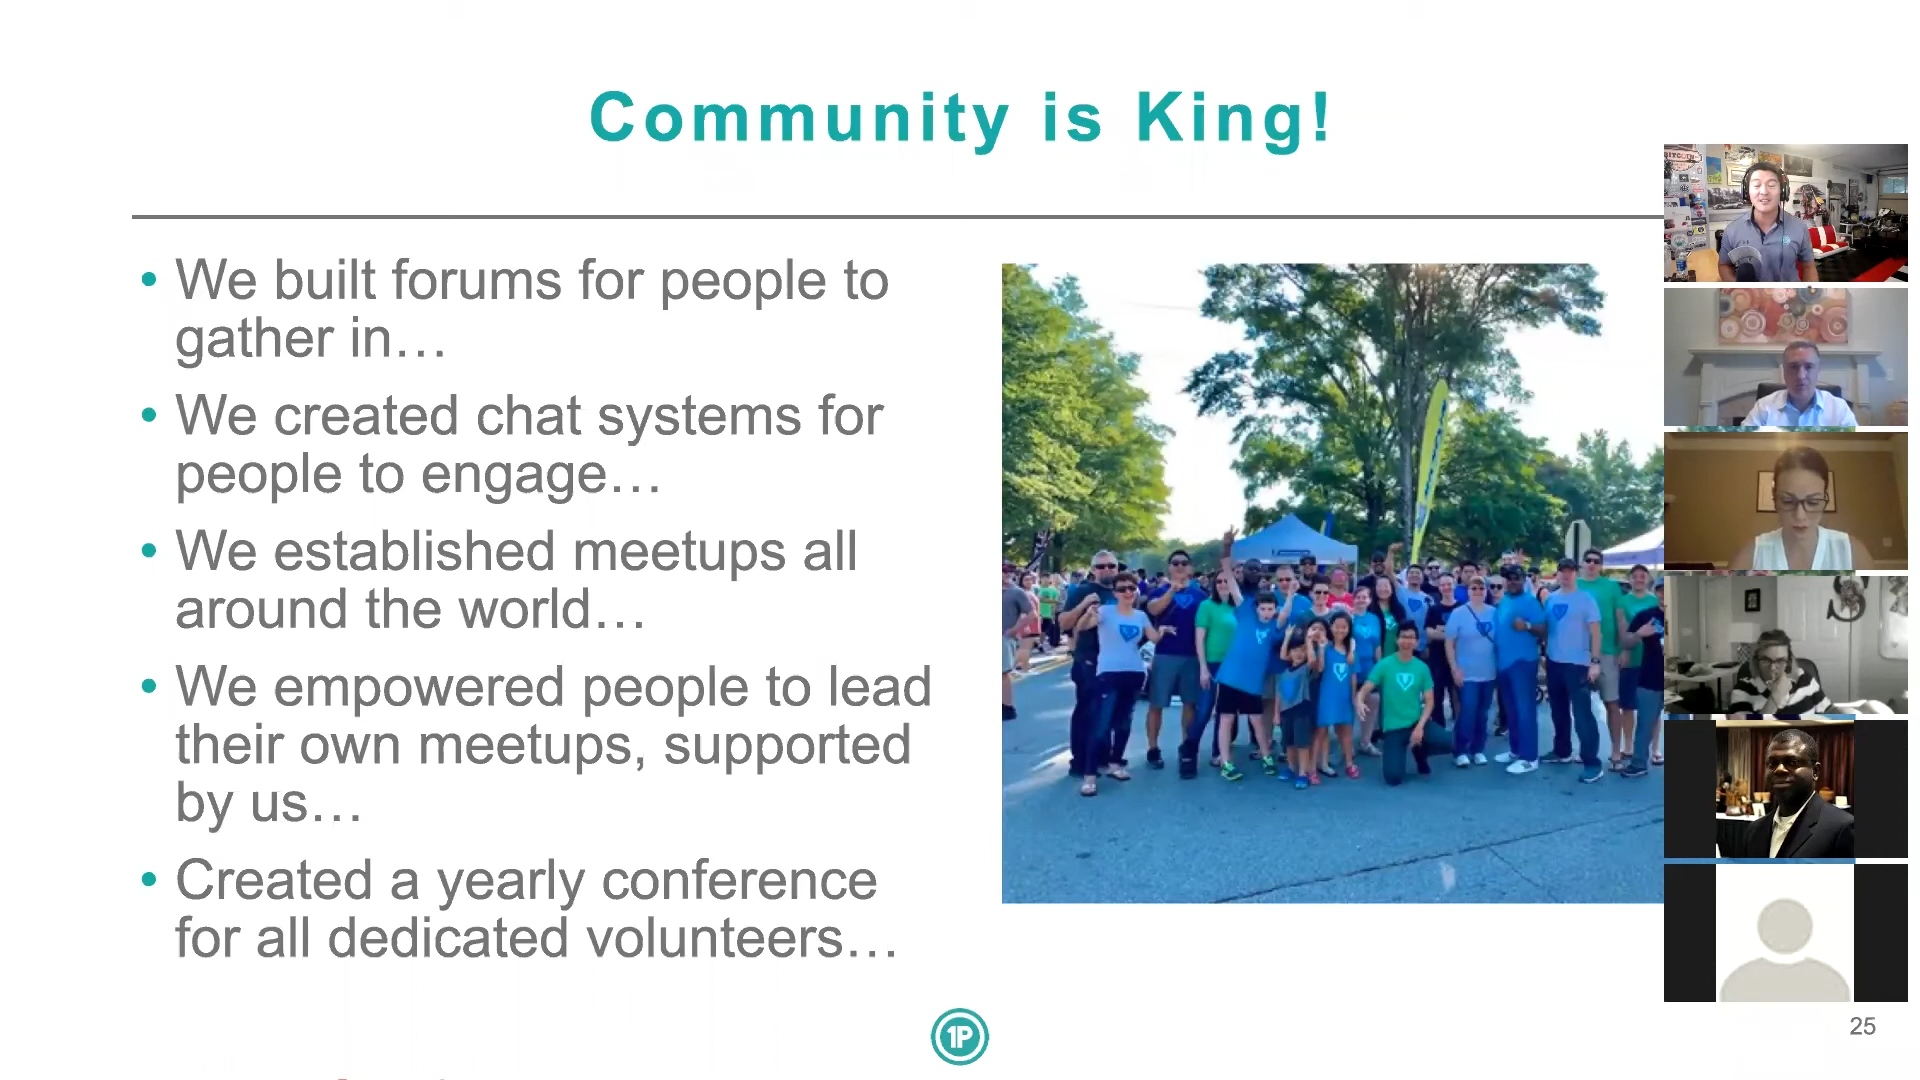 Community is King!
• We built forums for people to
gather in…
• We created chat systems for
people to engage…
• We established meetups all
around the world…
• We empowered people to lead
their own meetups, supported
by us…
• Created a yearly conference
for all dedicated volunteers…
1P
25